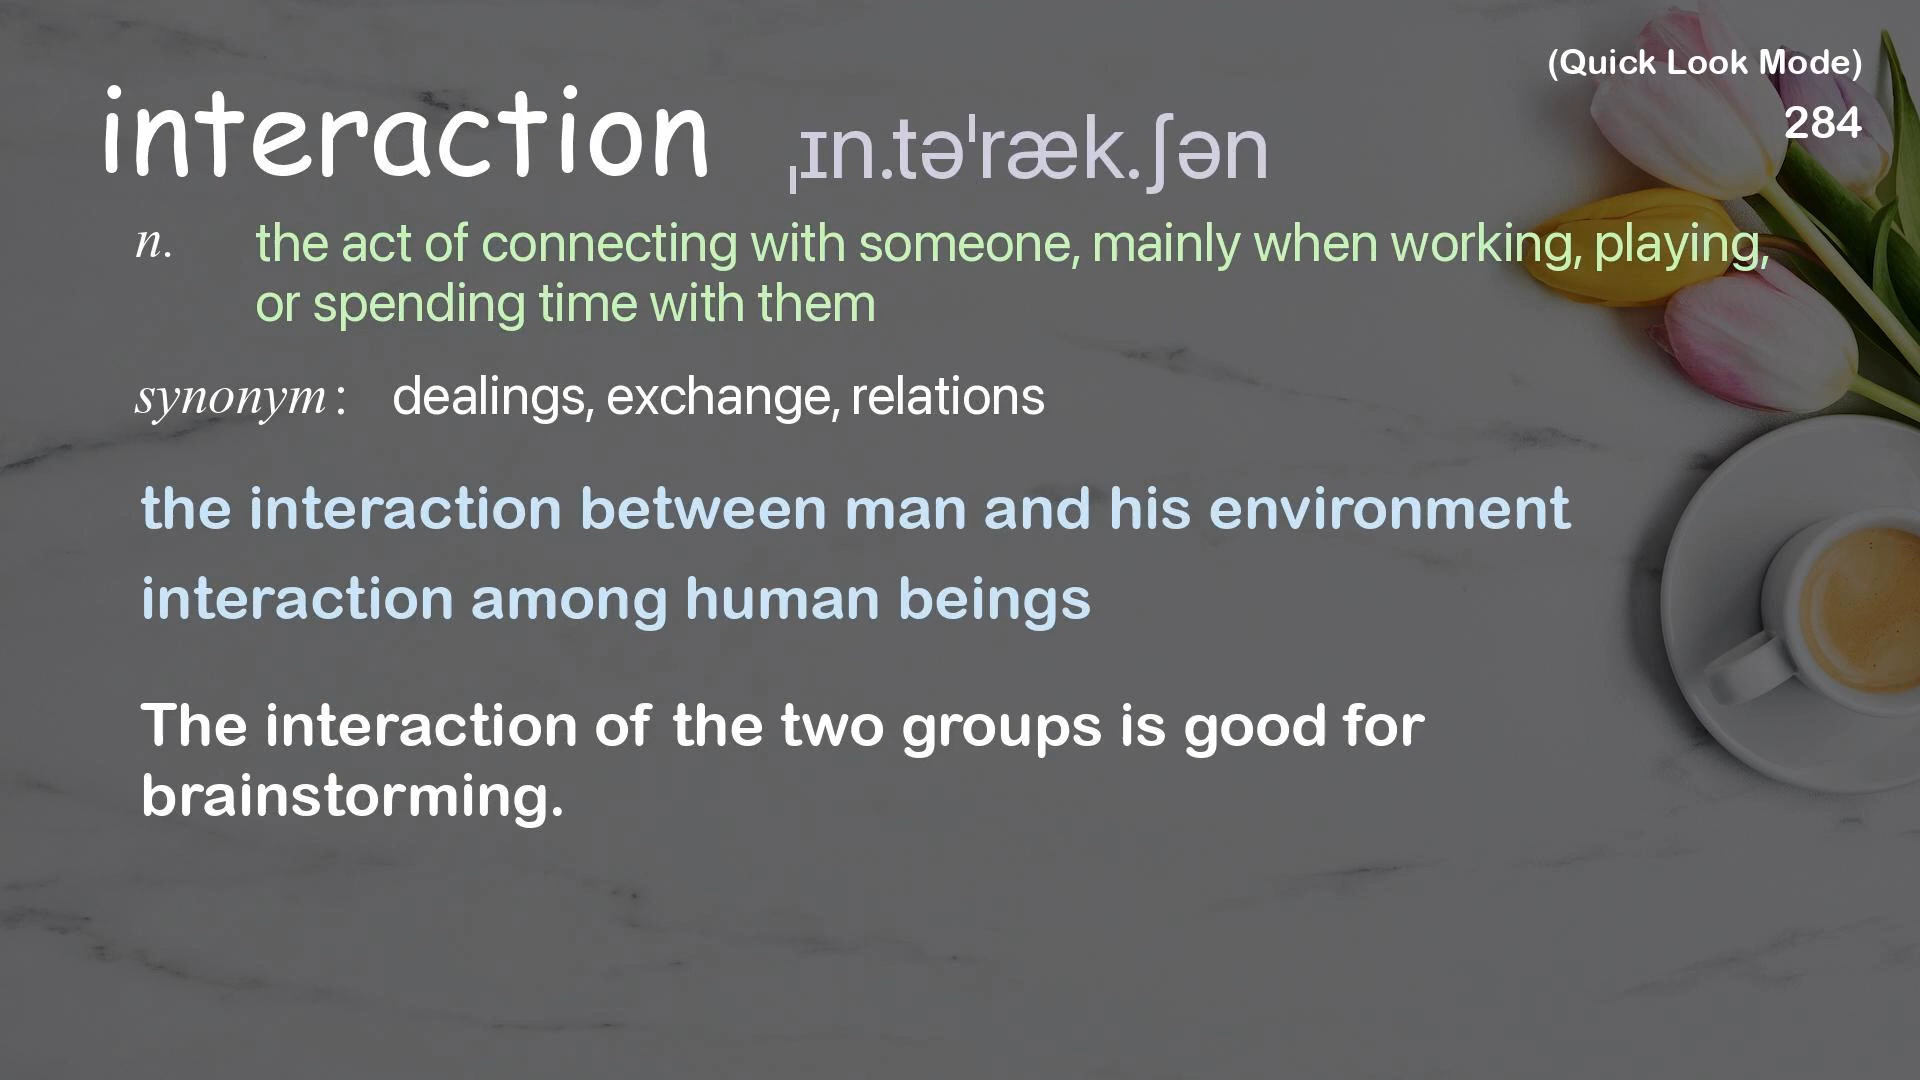 (Quick Look Mode)
284
interaction ˌɪn.təˈræk.ʃən
n. the act of connecting with someone, mainly when working, playing,
or spending time with them
synonym: dealings, exchange, relations
the interaction between man and his environment
interaction among human beings
The interaction of the two groups is good for
brainstorming.